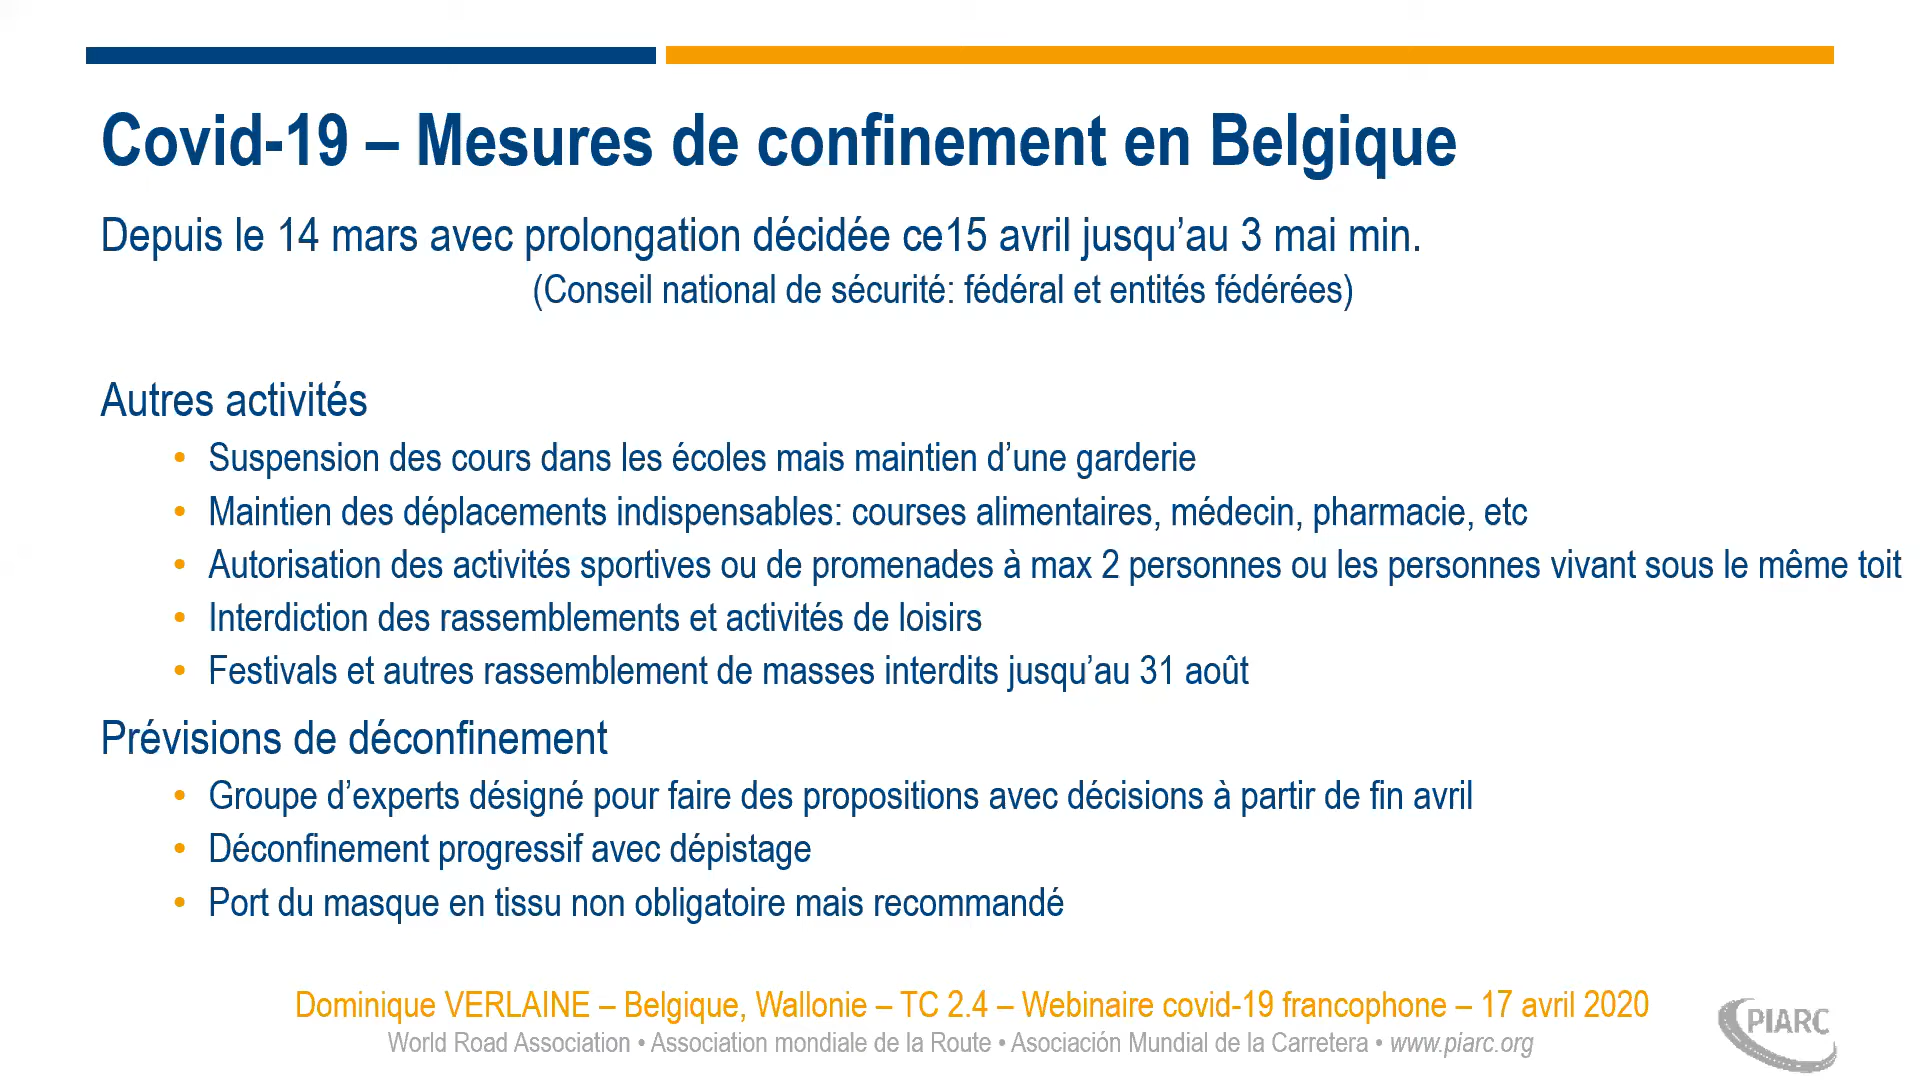 Covid-19 – Mesures de confinement en Belgique
Depuis le 14 mars avec prolongation décidée ce15 avril jusqu’au 3 mai min.
(Conseil national de sécurité: fédéral et entités fédérées)
Autres activités
• Suspension des cours dans les écoles mais maintien d’une garderie
• Maintien des déplacements indispensables: courses alimentaires, médecin, pharmacie, etc
• Autorisation des activités sportives ou de promenades à max 2 personnes ou les personnes vivant sous le même toit
• Interdiction des rassemblements et activités de loisirs
• Festivals et autres rassemblement de masses interdits jusqu’au 31 août
Prévisions de déconfinement
• Groupe d’experts désigné pour faire des propositions avec décisions à partir de fin avril
• Déconfinement progressif avec dépistage
• Port du masque en tissu non obligatoire mais recommandé
Dominique VERLAINE – Belgique, Wallonie – TC 2.4 – Webinaire covid-19 francophone – 17 avril 2020
World Road Association • Association mondiale de la Route • Asociación Mundial de la Carretera • www.piarc.org
PIARC